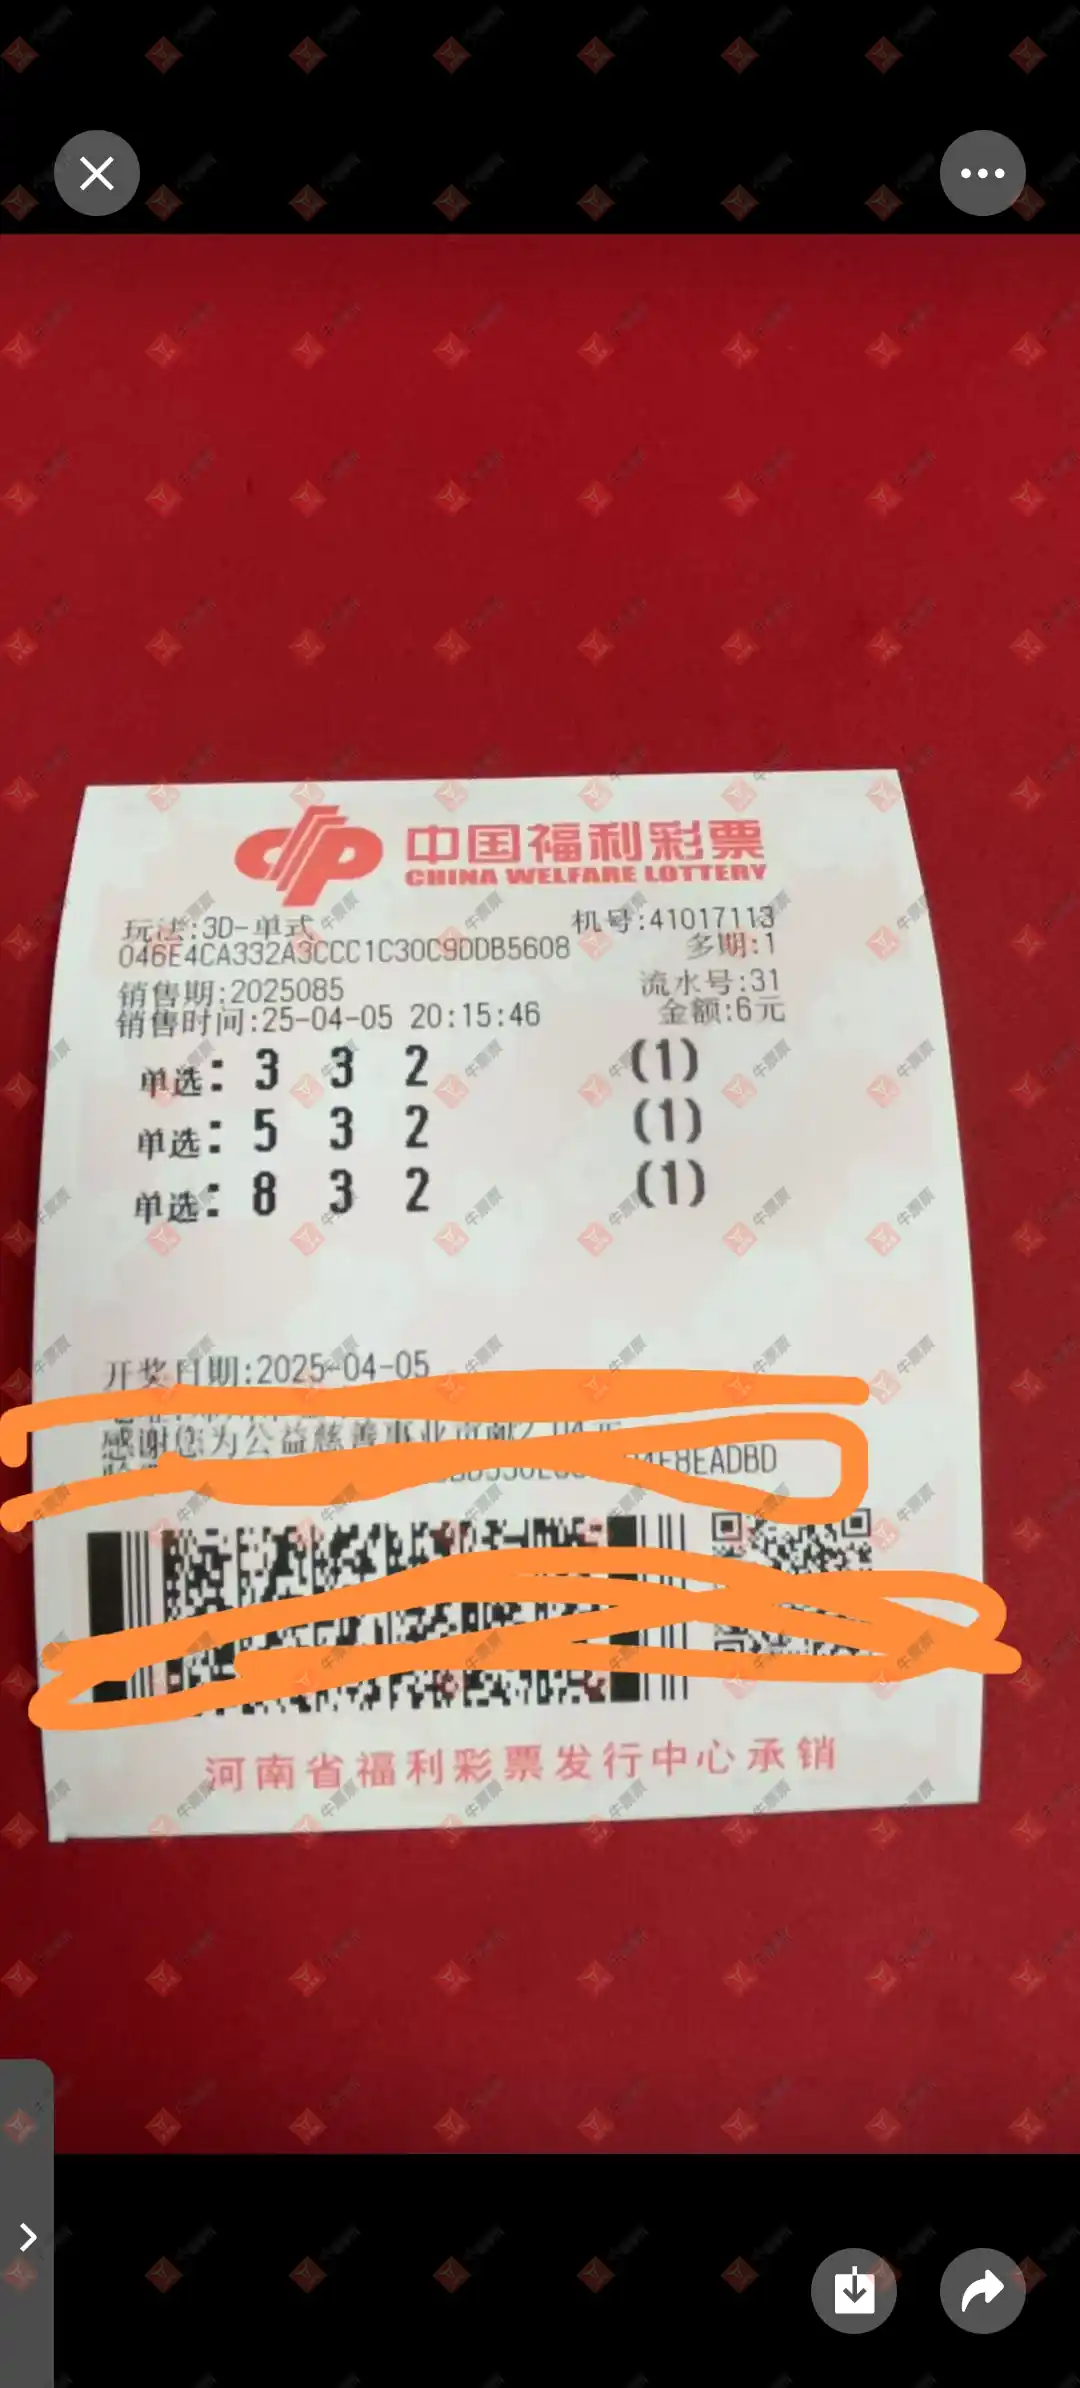 中国福利彩票
CHINA WELFARE LOTTERY
玩法:3D-单式 机号:41017113
046E4CA332A3CCC1C30C9DDB5608 多期:1
销售期:2025085 流水号:31
销售时间:25-04-05 20:15:46 金额:6元
单选: 3 3 2 (1)
单选: 5 3 2 (1)
单选: 8 3 2 (1)
开奖日期:2025-04-05
感谢您为公益慈善事业贡献
4E8EADBD
河南省福利彩票发行中心承销
牛票票